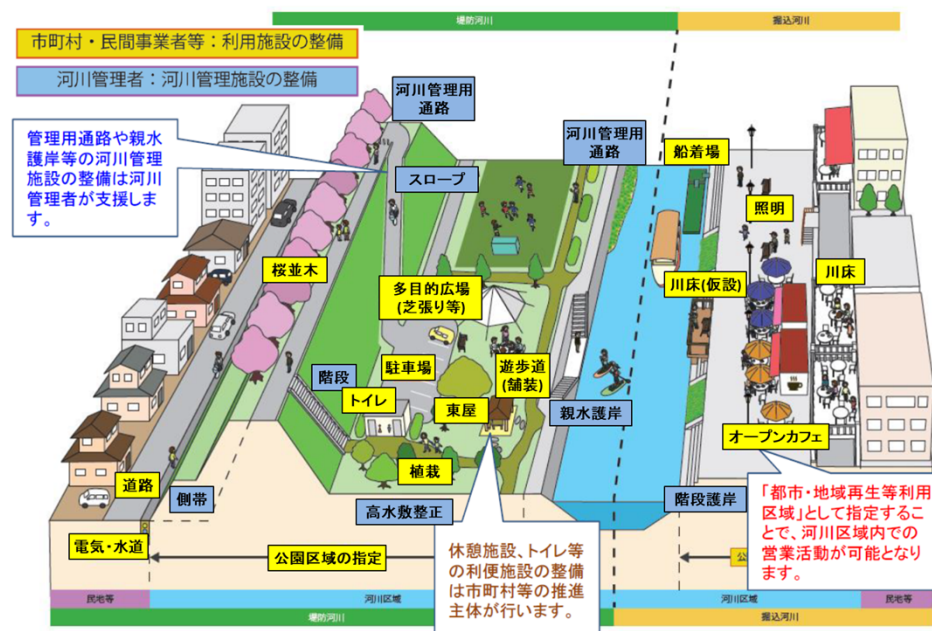 堤防河川
掘込河川
市町村・民間事業者等：利用施設の整備
河川管理者：河川管理施設の整備
管理用通路や親水
護岸等の河川管理
施設の整備は河川
管理者が支援しま
す。
河川管理用
通路
河川管理用
通路
船着場
スロープ
照明
桜並木
多目的広場
(芝張り等)
川床(仮設)
川床
駐車場
遊歩道
(舗装)
階段
トイレ
東屋
親水護岸
オープンカフェ
植栽
道路
側帯
高水敷整正
階段護岸
「都市・地域再生等利用
区域」として指定するこ
とで、河川区域内での
営業活動が可能となり
ます。
電気・水道
公園区域の指定
休憩施設、トイレ等
の利便施設の整備
は市町村等の推進
主体が行います。
民地等
河川区域
河川区域
民地等
堤防河川
掘込河川